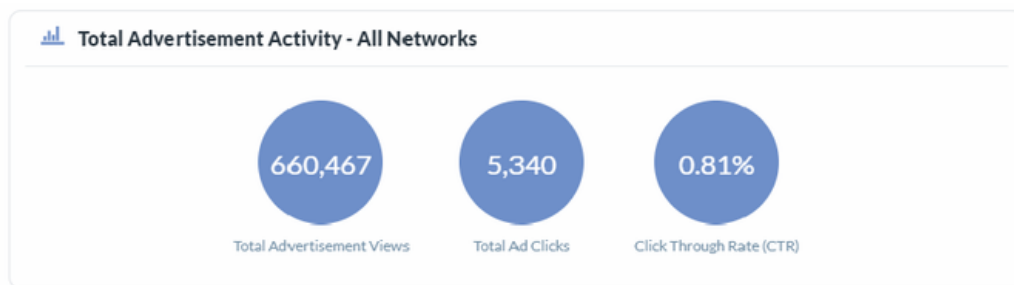 Total Advertisement Activity - All Networks
660,467
5,340
0.81%
Total Advertisement Views
Total Ad Clicks
Click Through Rate (CTR)